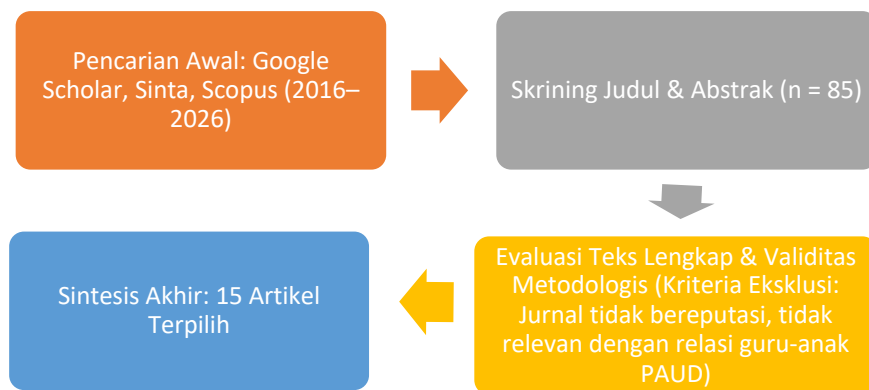 Pencarian Awal: Google
Scholar, Sinta, Scopus (2016–
2026)
Skrining Judul & Abstrak (n = 85)
Evaluasi Teks Lengkap & Validitas
Metodologis (Kriteria Eksklusi:
Jurnal tidak bereputasi, tidak
relevan dengan relasi guru-anak
PAUD)
Sintesis Akhir: 15 Artikel
Terpilih